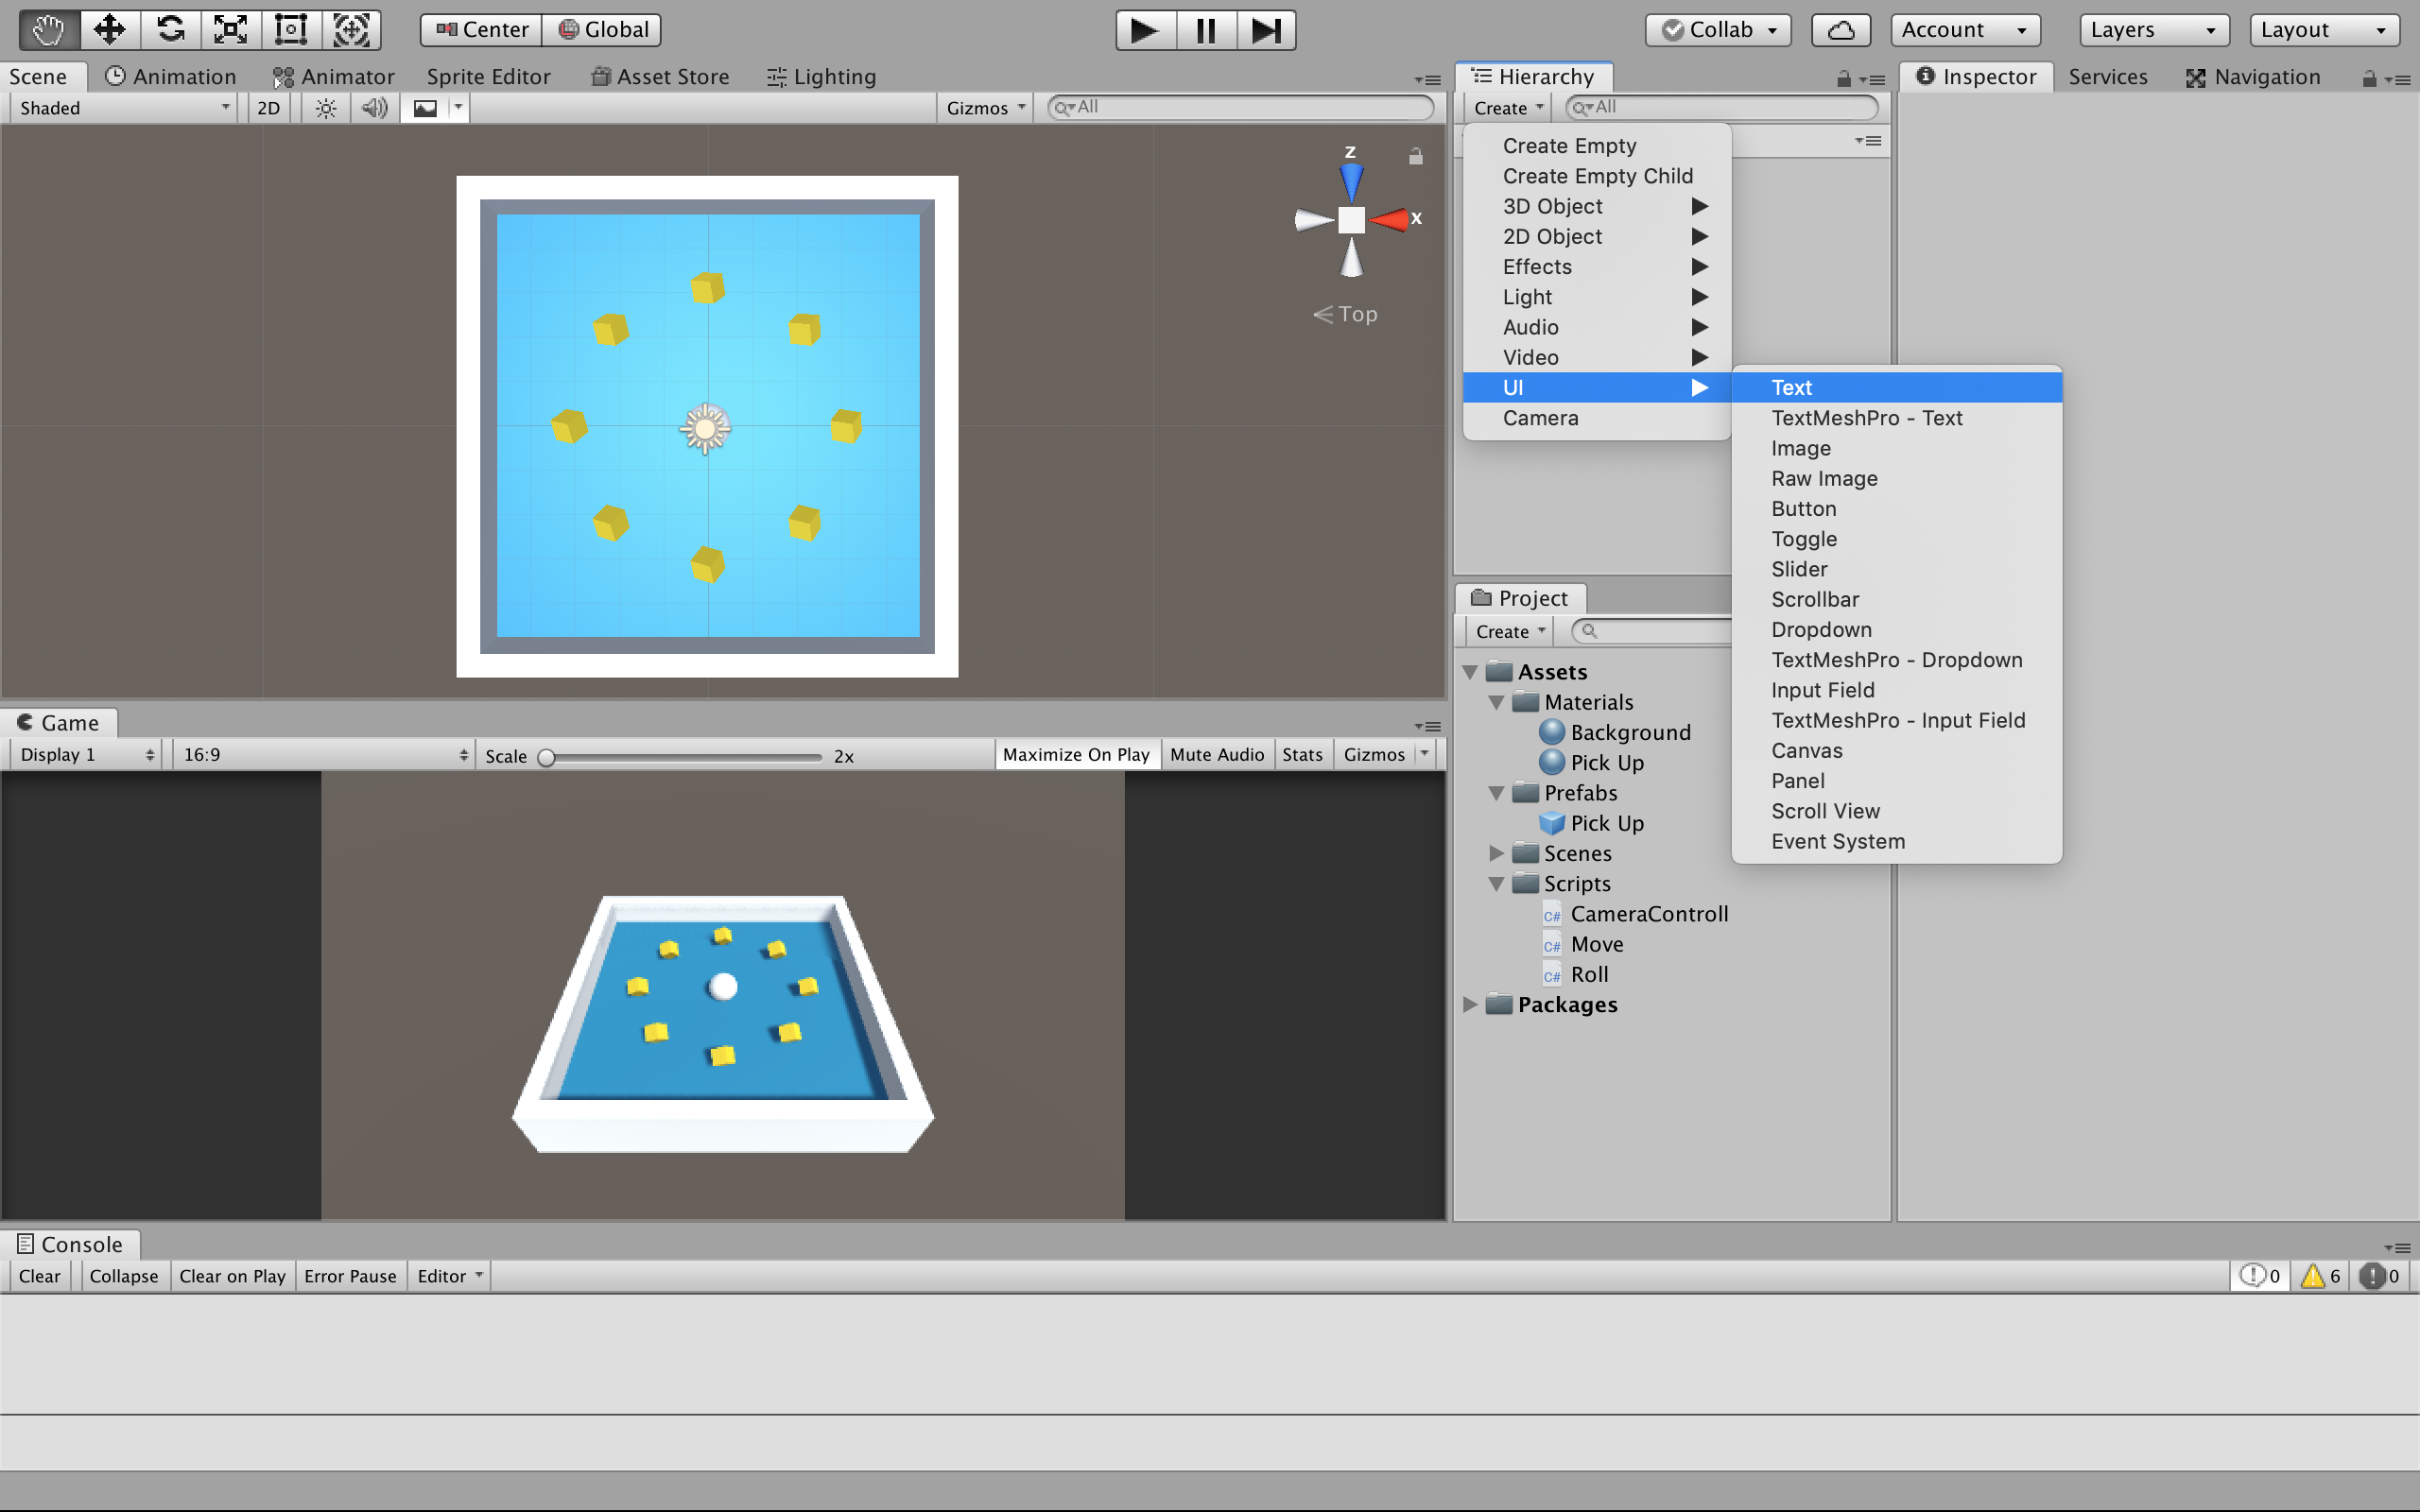 Center Global Collab Account Layers Layout
Scene Animation Animator Sprite Editor Asset Store Lighting
Shaded 2D Gizmos All
Z
X
Top
Hierarchy
Create All
Create Empty
Create Empty Child
3D Object
2D Object
Effects
Light
Audio
Video
UI
Camera
Text
TextMeshPro - Text
Image
Raw Image
Button
Toggle
Slider
Scrollbar
Dropdown
TextMeshPro - Dropdown
Input Field
TextMeshPro - Input Field
Canvas
Panel
Scroll View
Event System
Inspector Services Navigation
Game
Display 1 16:9 Scale 2x Maximize On Play Mute Audio Stats Gizmos
Project
Create
Assets
Materials
Background
Pick Up
Prefabs
Pick Up
Scenes
Scripts
C# CameraControll
C# Move
C# Roll
Packages
Console
Clear Collapse Clear on Play Error Pause Editor 0 6 0